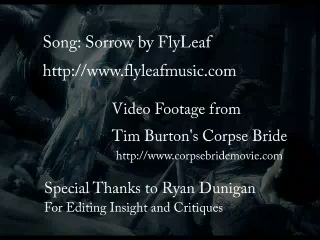 Song: Sorrow by FlyLeaf
http://www.flyleafmusic.com
Video Footage from
Tim Burton's Corpse Bride
http://www.corpsebridemovie.com
Special Thanks to Ryan Dunigan
For Editing Insight and Critiques